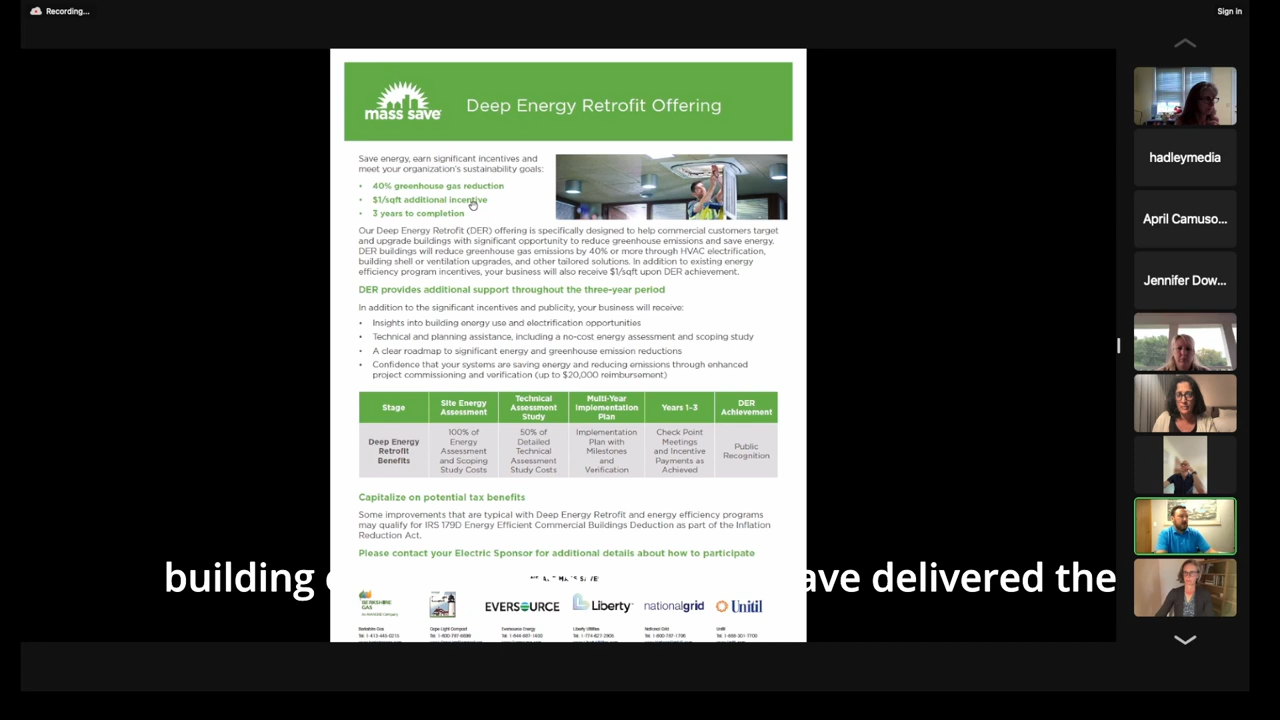 Recording...
Sign in
mass save
Deep Energy Retrofit Offering
Save energy, earn significant incentives and
meet your organization's sustainability goals:
• 40% greenhouse gas reduction
• $1/sqft additional incentive
• 3 years to completion
Our Deep Energy Retrofit (DER) offering is specifically designed to help commercial customers target
and upgrade buildings with significant opportunity to reduce greenhouse emissions and save energy.
DER buildings will reduce greenhouse gas emissions by 40% or more through HVAC electrification,
building shell or ventilation upgrades, and other tailored solutions. In addition to existing energy
efficiency program incentives, your business will also receive $1/sqft upon DER achievement.
DER provides additional support throughout the three-year period
In addition to the significant incentives and publicity, your business will receive:
• Insights into building energy use and electrification opportunities
• Technical and planning assistance, including a no-cost energy assessment and scoping study
• A clear roadmap to significant energy and greenhouse emission reductions
• Confidence that your systems are saving energy and reducing emissions through enhanced
project commissioning and verification (up to $20,000 reimbursement)
Stage
Site Energy
Assessment
Technical
Assessment
Study
Multi-Year
Implementation
Plan
Years 1-3
DER
Achievement
Deep Energy
Retrofit
Benefits
100% of
Energy
Assessment
and Scoping
Study Costs
50% of
Detailed
Technical
Assessment
Study Costs
Implementation
Plan with
Milestones
and
Verification
Check Point
Meetings
and Incentive
Payments as
Achieved
Public
Recognition
Capitalize on potential tax benefits
Some improvements that are typical with Deep Energy Retrofit and energy efficiency programs
may qualify for IRS 179D Energy Efficient Commercial Buildings Deduction as part of the Inflation
Reduction Act.
Please contact your Electric Sponsor for additional details about how to participate
building
ave delivered the
BERKSHIRE
GAS
EVERSOURCE
Liberty
nationalgrid
Unitil
Berkshire Gas
Cape Light Compact
Eversource Energy
Liberty Utilities
National Grid
Unitil
hadleymedia
April Camuso...
Jennifer Dow...